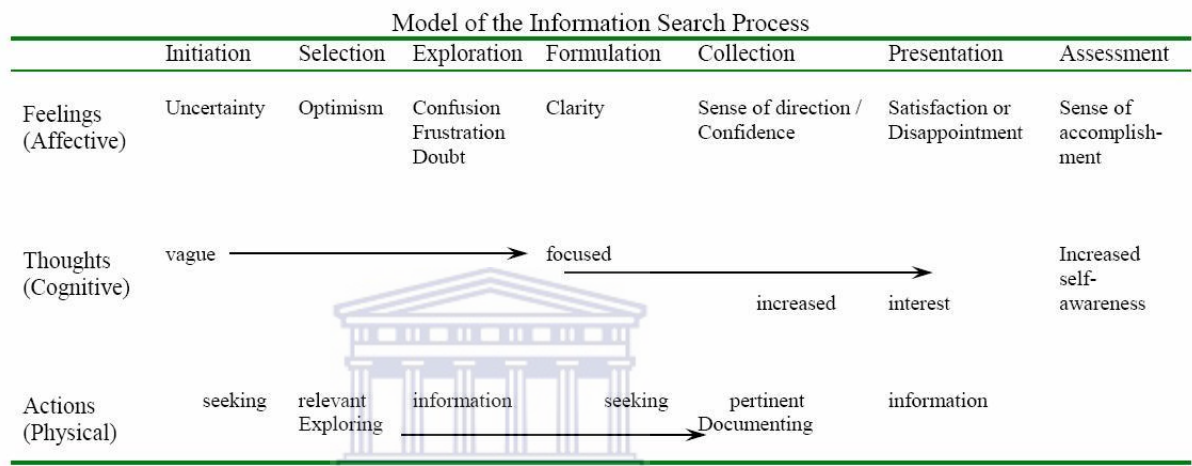 Model of the Information Search Process
Initiation Selection Exploration Formulation Collection Presentation Assessment
Feelings (Affective)
Uncertainty
Optimism
Confusion
Frustration
Doubt
Clarity
Sense of direction /
Confidence
Satisfaction or
Disappointment
Sense of
accomplish-
ment
Thoughts
(Cognitive)
vague
focused
increased interest
Increased
self-
awareness
Actions
(Physical)
seeking relevant information seeking pertinent information
Exploring Documenting